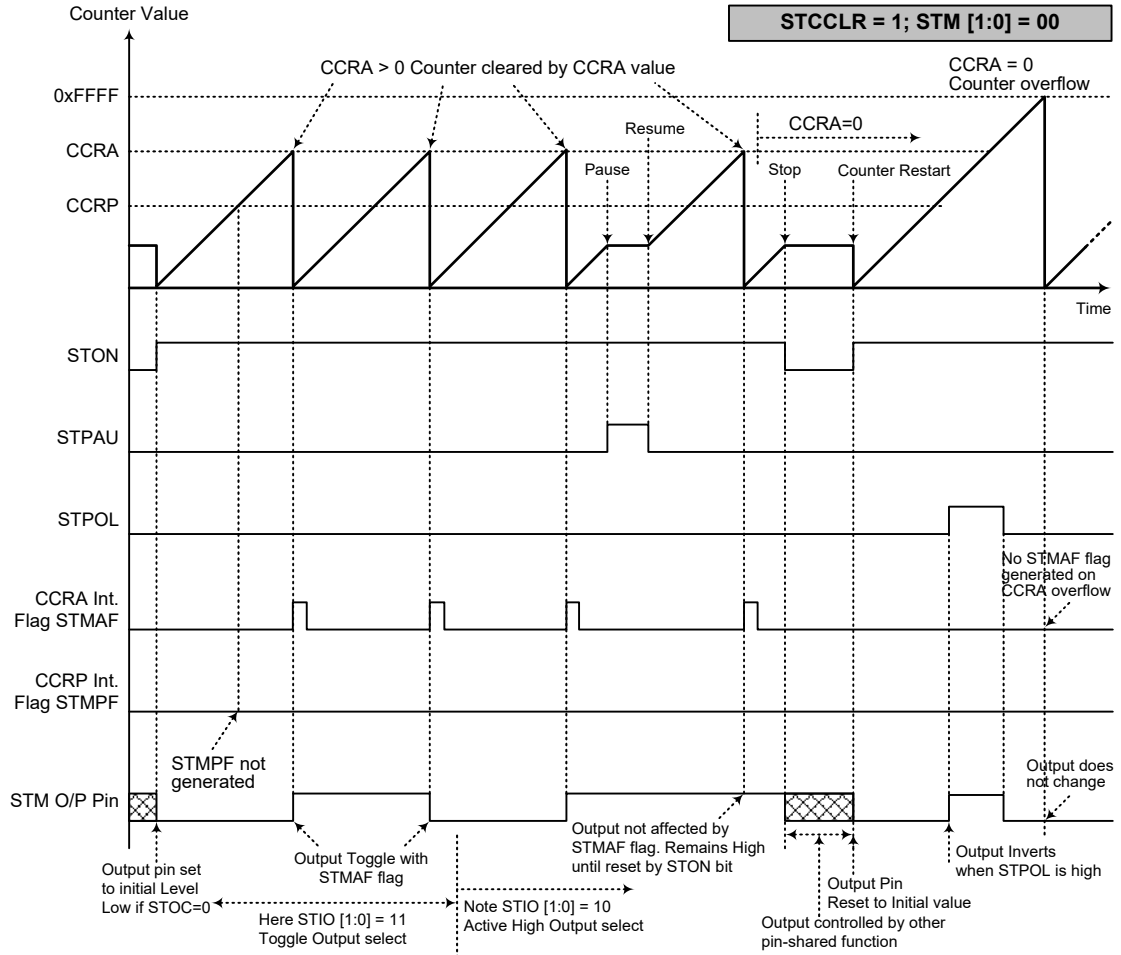 Counter Value
STCCLR = 1; STM [1:0] = 00
CCRA > 0 Counter cleared by CCRA value
CCRA = 0
Counter overflow
0xFFFF
CCRA
CCRP
Resume
CCRA=0
Pause
Stop
Counter Restart
Time
STON
STPAU
STPOL
No STMAF flag
generated on
CCRA overflow
CCRA Int.
Flag STMAF
CCRP Int.
Flag STMPF
STMPF not
generated
STM O/P Pin
Output does
not change
Output pin set
to initial Level
Low if STOC=0
Output Toggle with
STMAF flag
Here STIO [1:0] = 11
Toggle Output select
Note STIO [1:0] = 10
Active High Output select
Output not affected by
STMAF flag. Remains High
until reset by STON bit
Output Pin
Reset to Initial value
Output controlled by other
pin-shared function
Output Inverts
when STPOL is high